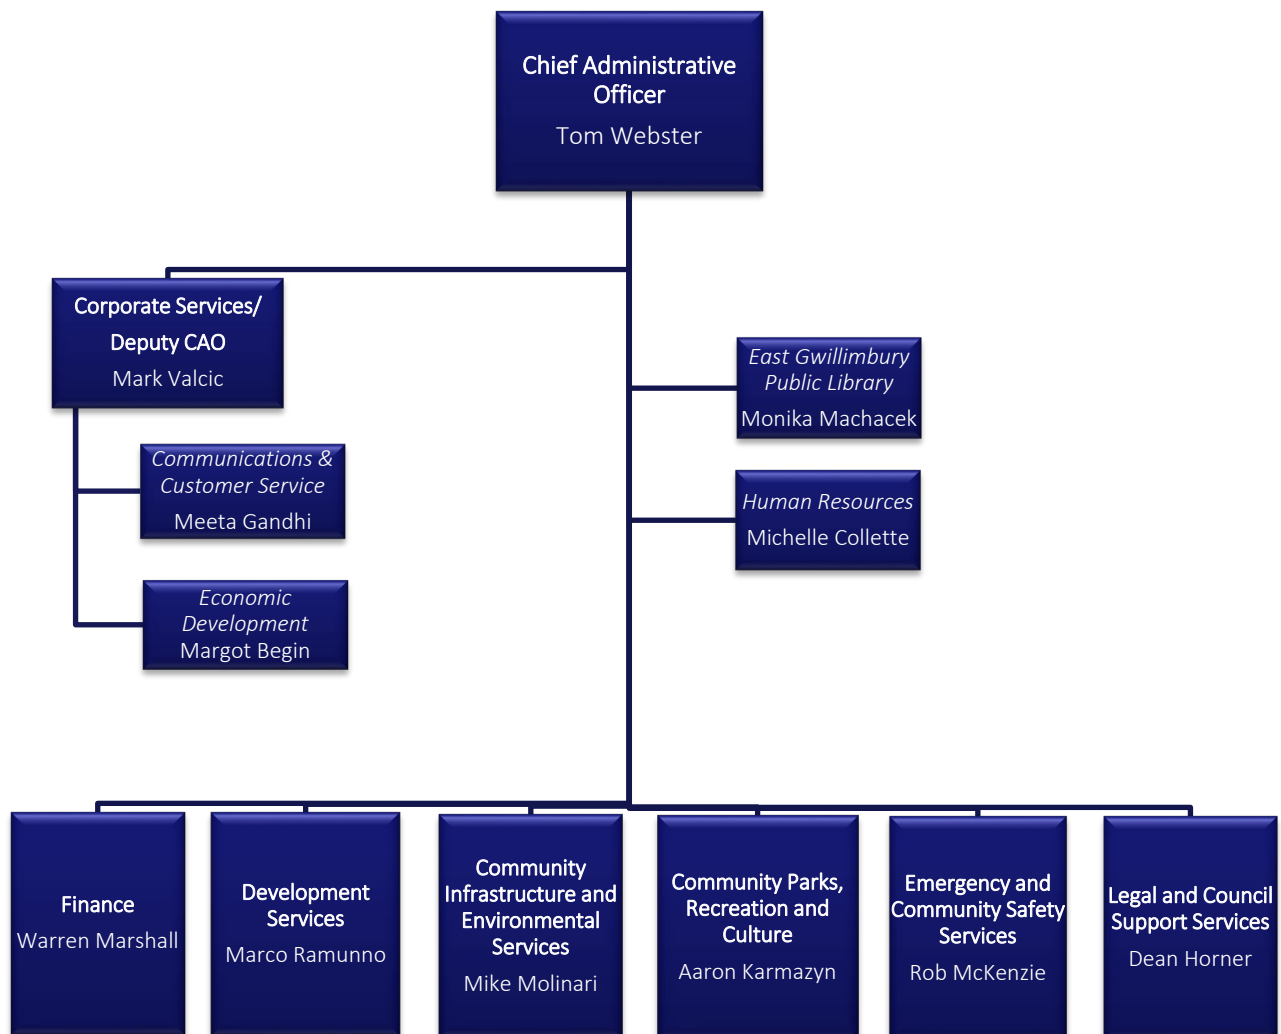 Chief Administrative
Officer
Tom Webster
Corporate Services/
Deputy CAO
Mark Valcic
East Gwillimbury
Public Library
Monika Machacek
Communications &
Customer Service
Meeta Gandhi
Human Resources
Michelle Collette
Economic
Development
Margot Begin
Finance
Warren Marshall
Development
Services
Marco Ramunno
Community
Infrastructure and
Environmental
Services
Mike Molinari
Community Parks,
Recreation and
Culture
Aaron Karmazyn
Emergency and
Community Safety
Services
Rob McKenzie
Legal and Council
Support Services
Dean Horner